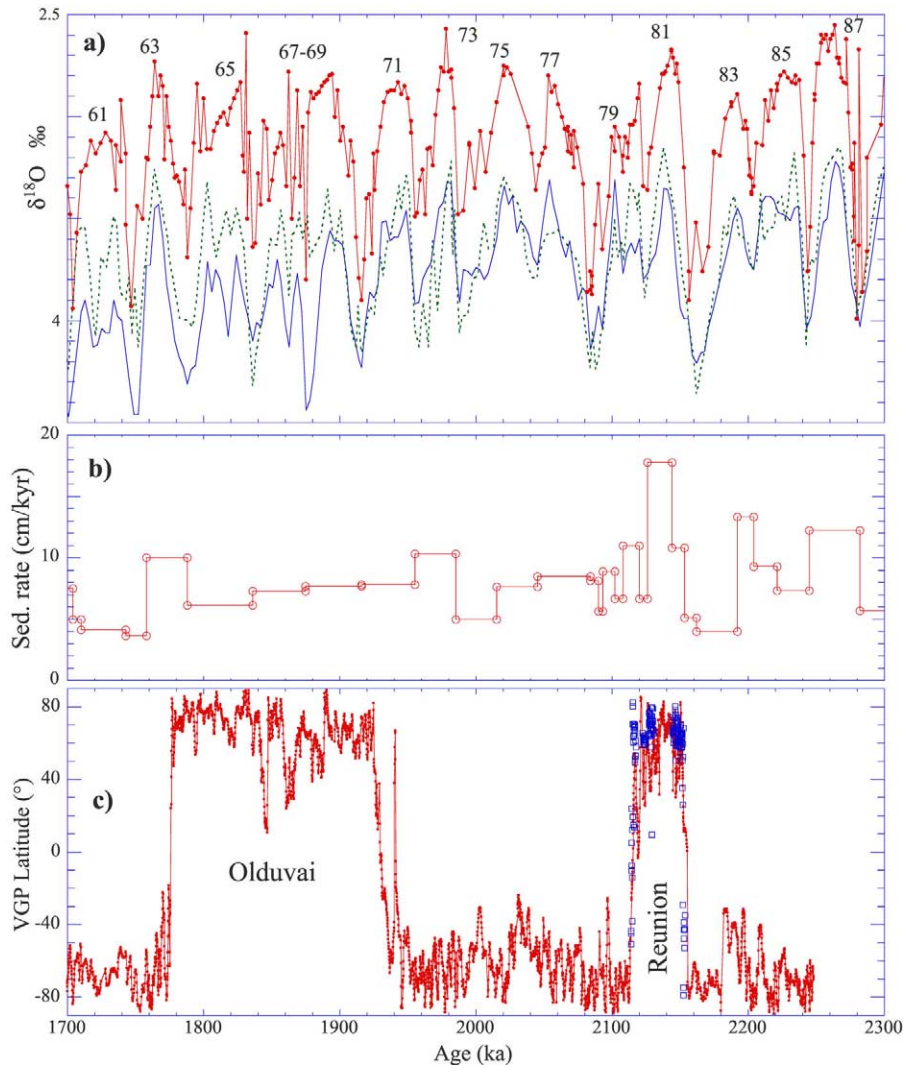 2.5
a)
61
63
65
67-69
71
73
75
77
79
81
83
85
87
δ¹⁸O ‰
4
20
b)
Sed. rate (cm/kyr)
10
0
80
40
c)
VGP Latitude (°)
0
Olduvai
Reunion
-40
-80
1700 1800 1900 2000 2100 2200 2300
Age (ka)